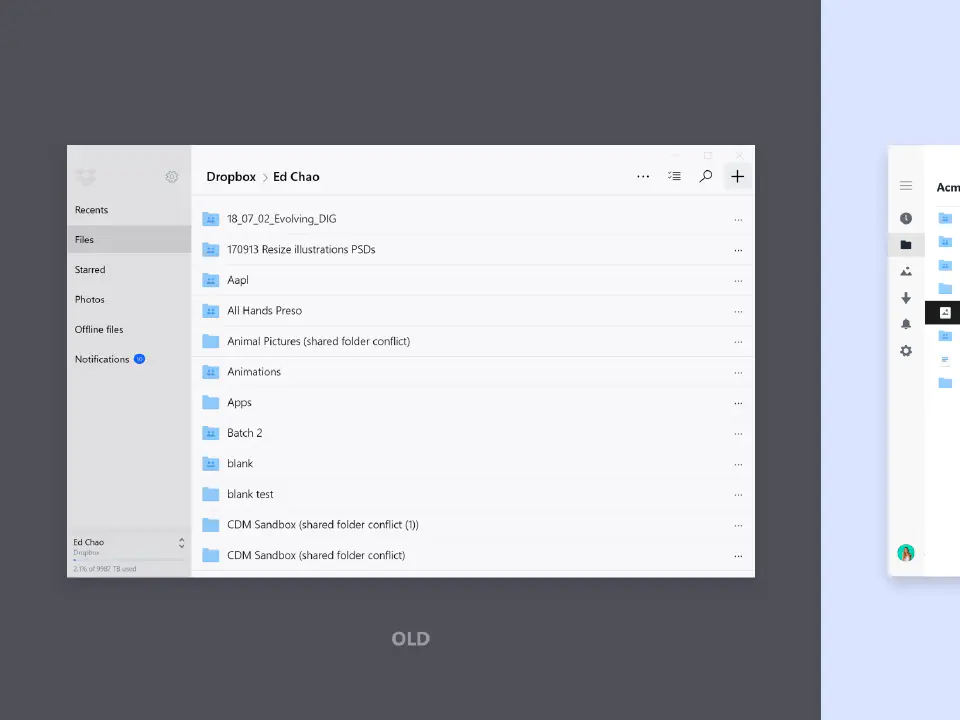 Dropbox > Ed Chao
Recents
Files
Starred
Photos
Offline files
Notifications
18_07_02_Evolving_DIG
170913 Resize illustrations PSDs
Aapl
All Hands Preso
Animal Pictures (shared folder conflict)
Animations
Apps
Batch 2
blank
blank test
CDM Sandbox (shared folder conflict (1))
CDM Sandbox (shared folder conflict)
Ed Chao
Dropbox
2.1% of 9987 TB used
OLD
Acm